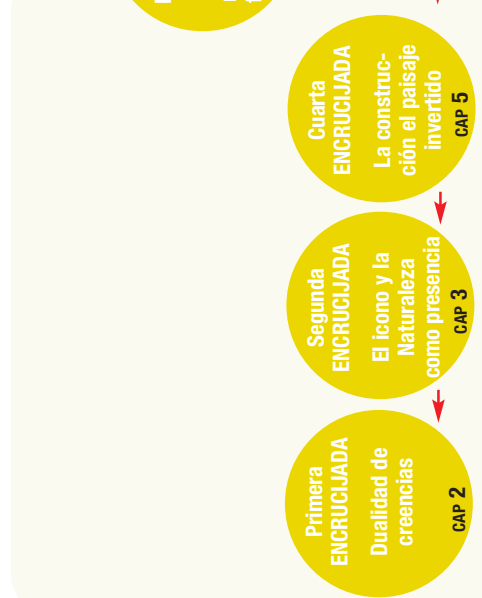 Primera
ENCRUCIJADA
Dualidad de
creencias
CAP 2
Segunda
ENCRUCIJADA
El icono y la
Naturaleza
como presencia
CAP 3
Cuarta
ENCRUCIJADA
La construc-
ción el paisaje
invertido
CAP 5